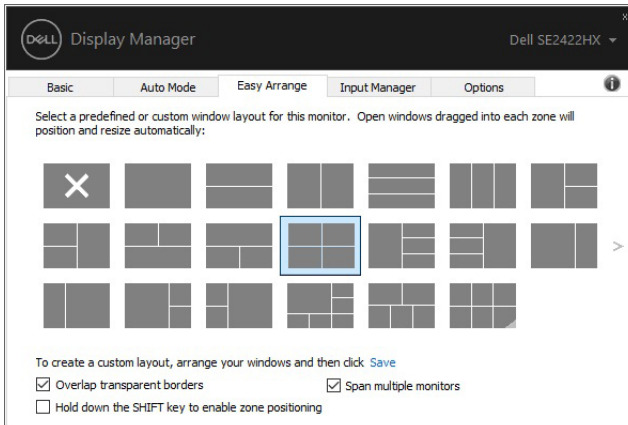 DELL Display Manager Dell SE2422HX
Basic Auto Mode Easy Arrange Input Manager Options
Select a predefined or custom window layout for this monitor. Open windows dragged into each zone will
position and resize automatically:
To create a custom layout, arrange your windows and then click Save
Overlap transparent borders Span multiple monitors
Hold down the SHIFT key to enable zone positioning